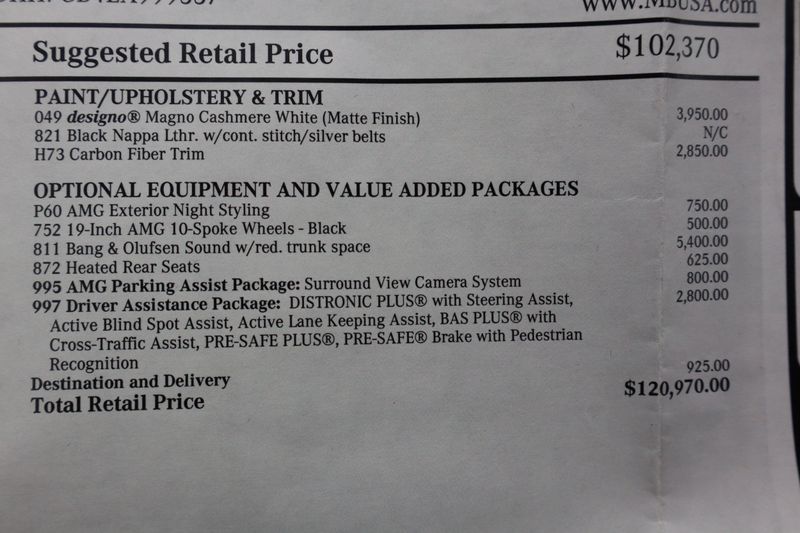 www.MBUSA.com
Suggested Retail Price $102,370
PAINT/UPHOLSTERY & TRIM
049 designo® Magno Cashmere White (Matte Finish) 3,950.00
821 Black Nappa Lthr. w/cont. stitch/silver belts N/C
H73 Carbon Fiber Trim 2,850.00
OPTIONAL EQUIPMENT AND VALUE ADDED PACKAGES
P60 AMG Exterior Night Styling 750.00
752 19-Inch AMG 10-Spoke Wheels - Black 500.00
811 Bang & Olufsen Sound w/red. trunk space 5,400.00
872 Heated Rear Seats 625.00
995 AMG Parking Assist Package: Surround View Camera System 800.00
997 Driver Assistance Package: DISTRONIC PLUS® with Steering Assist, 2,800.00
Active Blind Spot Assist, Active Lane Keeping Assist, BAS PLUS® with
Cross-Traffic Assist, PRE-SAFE PLUS®, PRE-SAFE® Brake with Pedestrian
Recognition
Destination and Delivery 925.00
Total Retail Price $120,970.00